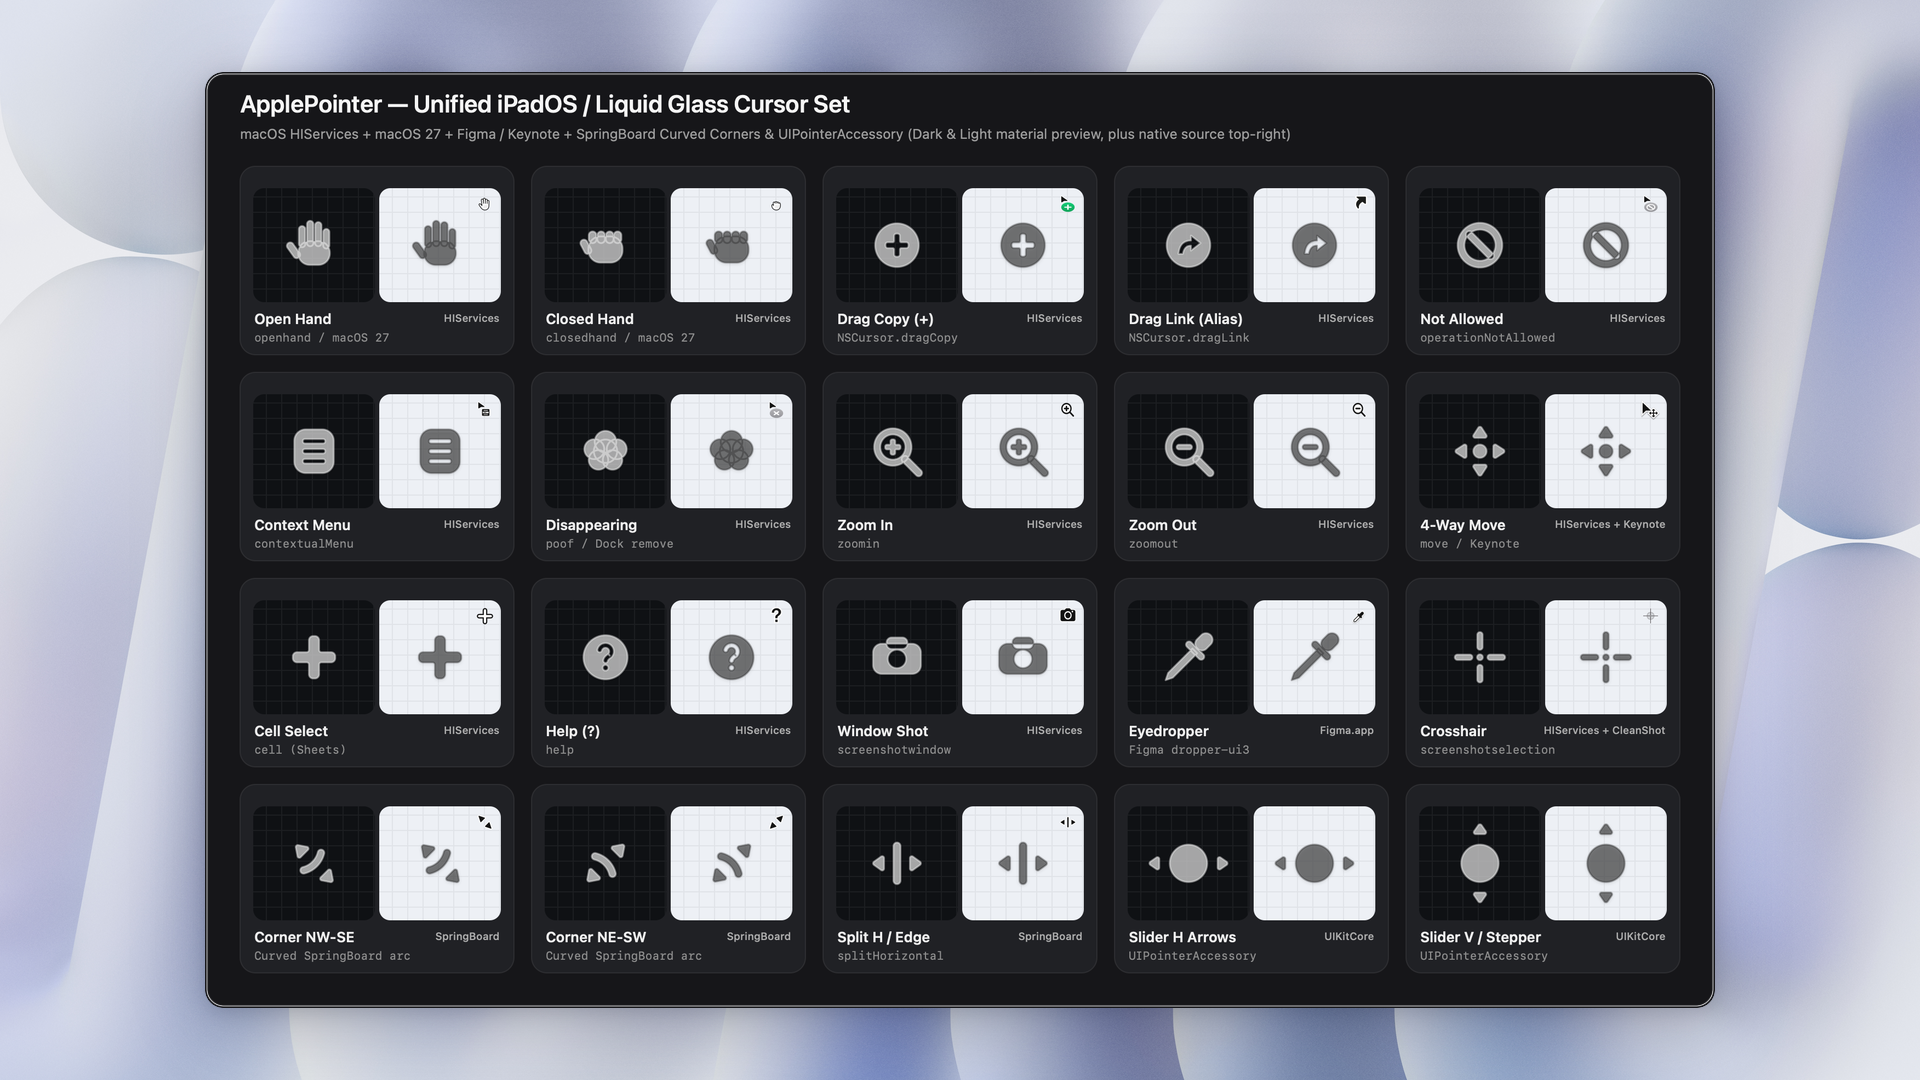 ApplePointer — Unified iPadOS / Liquid Glass Cursor Set
macOS HIServices + macOS 27 + Figma / Keynote + SpringBoard Curved Corners & UIPointerAccessory (Dark & Light material preview, plus native source top-right)
Open Hand HIServices
openhand / macOS 27
Closed Hand HIServices
closedhand / macOS 27
Drag Copy (+) HIServices
NSCursor.dragCopy
Drag Link (Alias) HIServices
NSCursor.dragLink
Not Allowed HIServices
operationNotAllowed
Context Menu HIServices
contextualMenu
Disappearing HIServices
poof / Dock remove
Zoom In HIServices
zoomin
Zoom Out HIServices
zoomout
4-Way Move HIServices + Keynote
move / Keynote
Cell Select HIServices
cell (Sheets)
? ? ?
Help (?) HIServices
help
Window Shot HIServices
screenshotwindow
Eyedropper Figma.app
Figma dropper-ui3
Crosshair HIServices + CleanShot
screenshotselection
Corner NW-SE SpringBoard
Curved SpringBoard arc
Corner NE-SW SpringBoard
Curved SpringBoard arc
Split H / Edge SpringBoard
splitHorizontal
Slider H Arrows UIKitCore
UIPointerAccessory
Slider V / Stepper UIKitCore
UIPointerAccessory